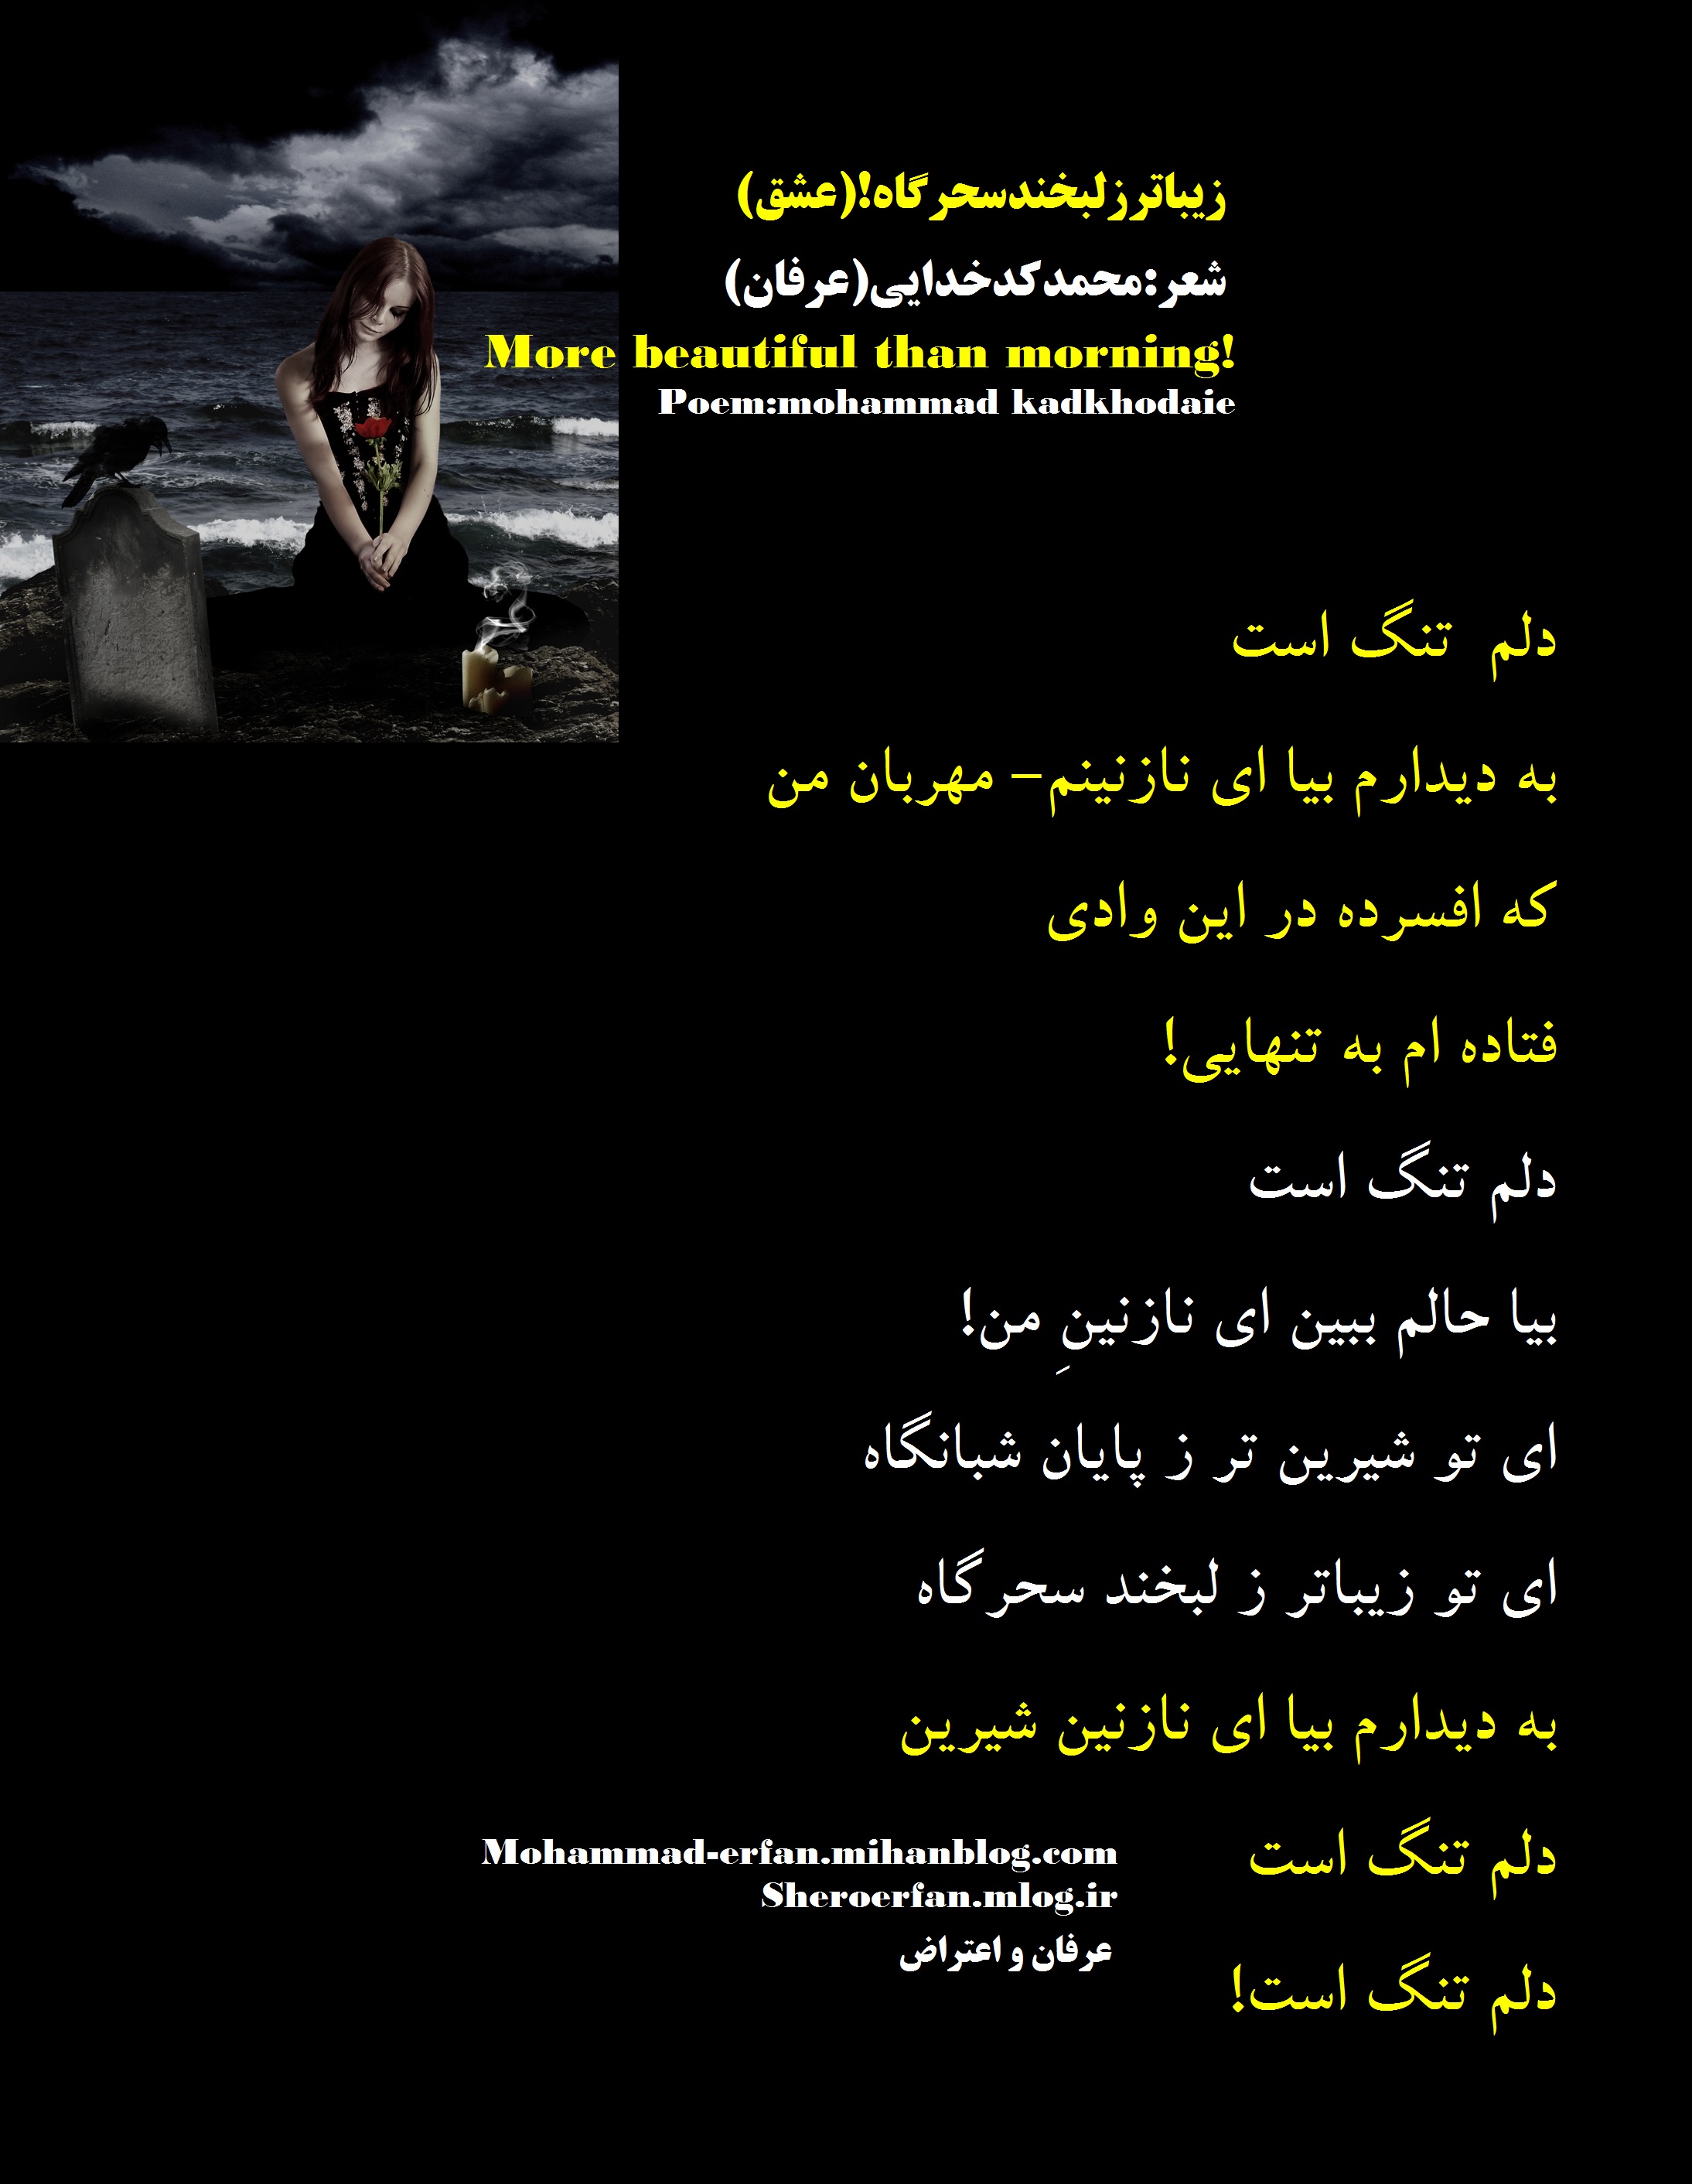 زیباترزلبخندسحرگاه!(عشق)
شعر:محمدکدخدایی(عرفان)
More beautiful than morning!
Poem:mohammad kadkhodaie
دلم تنگ است
به دیدارم بیا ای نازنینم- مهربان من
که افسرده در این وادی
فتاده ام به تنهایی!
دلم تنگ است
بیا حالم ببین ای نازنینِ من!
ای تو شیرین تر ز پایان شبانگاه
ای تو زیباتر ز لبخند سحرگاه
به دیدارم بیا ای نازنین شیرین
دلم تنگ است
دلم تنگ است!
Mohammad-erfan.mihanblog.com
Sheroerfan.mlog.ir
عرفان و اعتراض